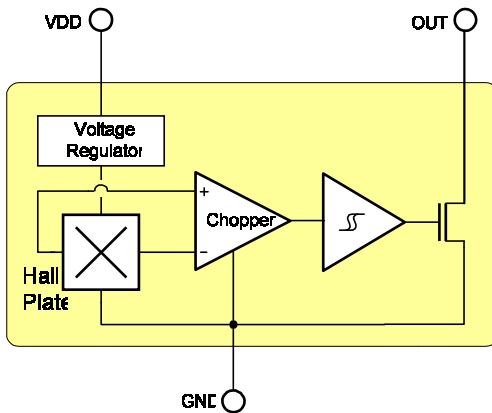 VDD
OUT
Voltage
Regulator
+
Chopper
−
Hall
Plate
GND